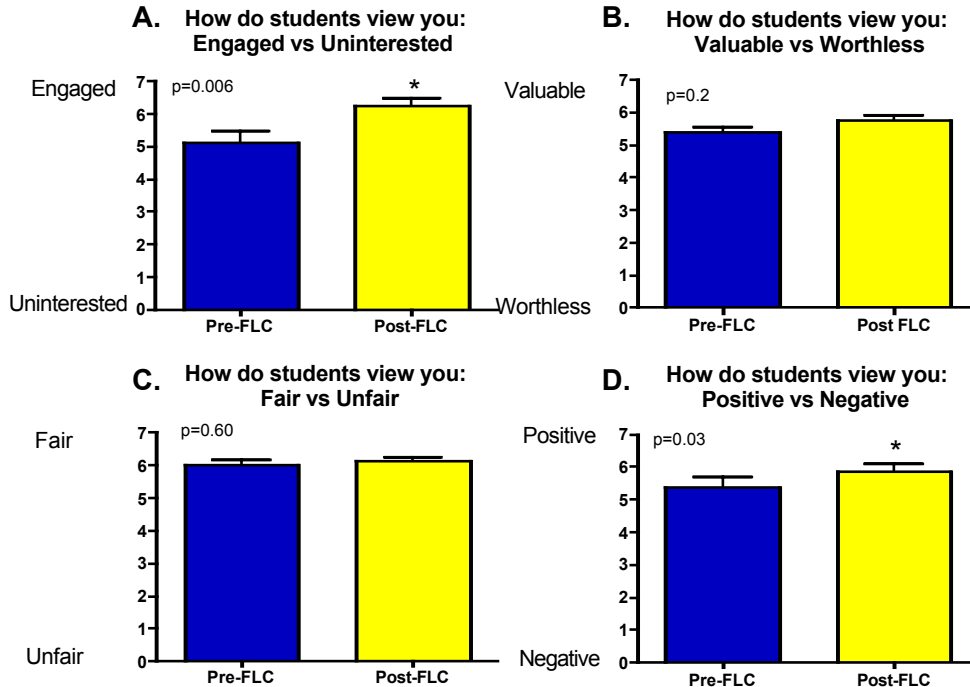 A. How do students view you:
Engaged vs Uninterested
Engaged
p=0.006
*
7
6
5
4
3
2
1
0
Uninterested
Pre-FLC Post-FLC
B. How do students view you:
Valuable vs Worthless
Valuable
p=0.2
7
6
5
4
3
2
1
0
Worthless
Pre-FLC Post FLC
C. How do students view you:
Fair vs Unfair
Fair
p=0.60
7
6
5
4
3
2
1
0
Unfair
Pre-FLC Post-FLC
D. How do students view you:
Positive vs Negative
Positive
p=0.03
*
7
6
5
4
3
2
1
0
Negative
Pre-FLC Post-FLC